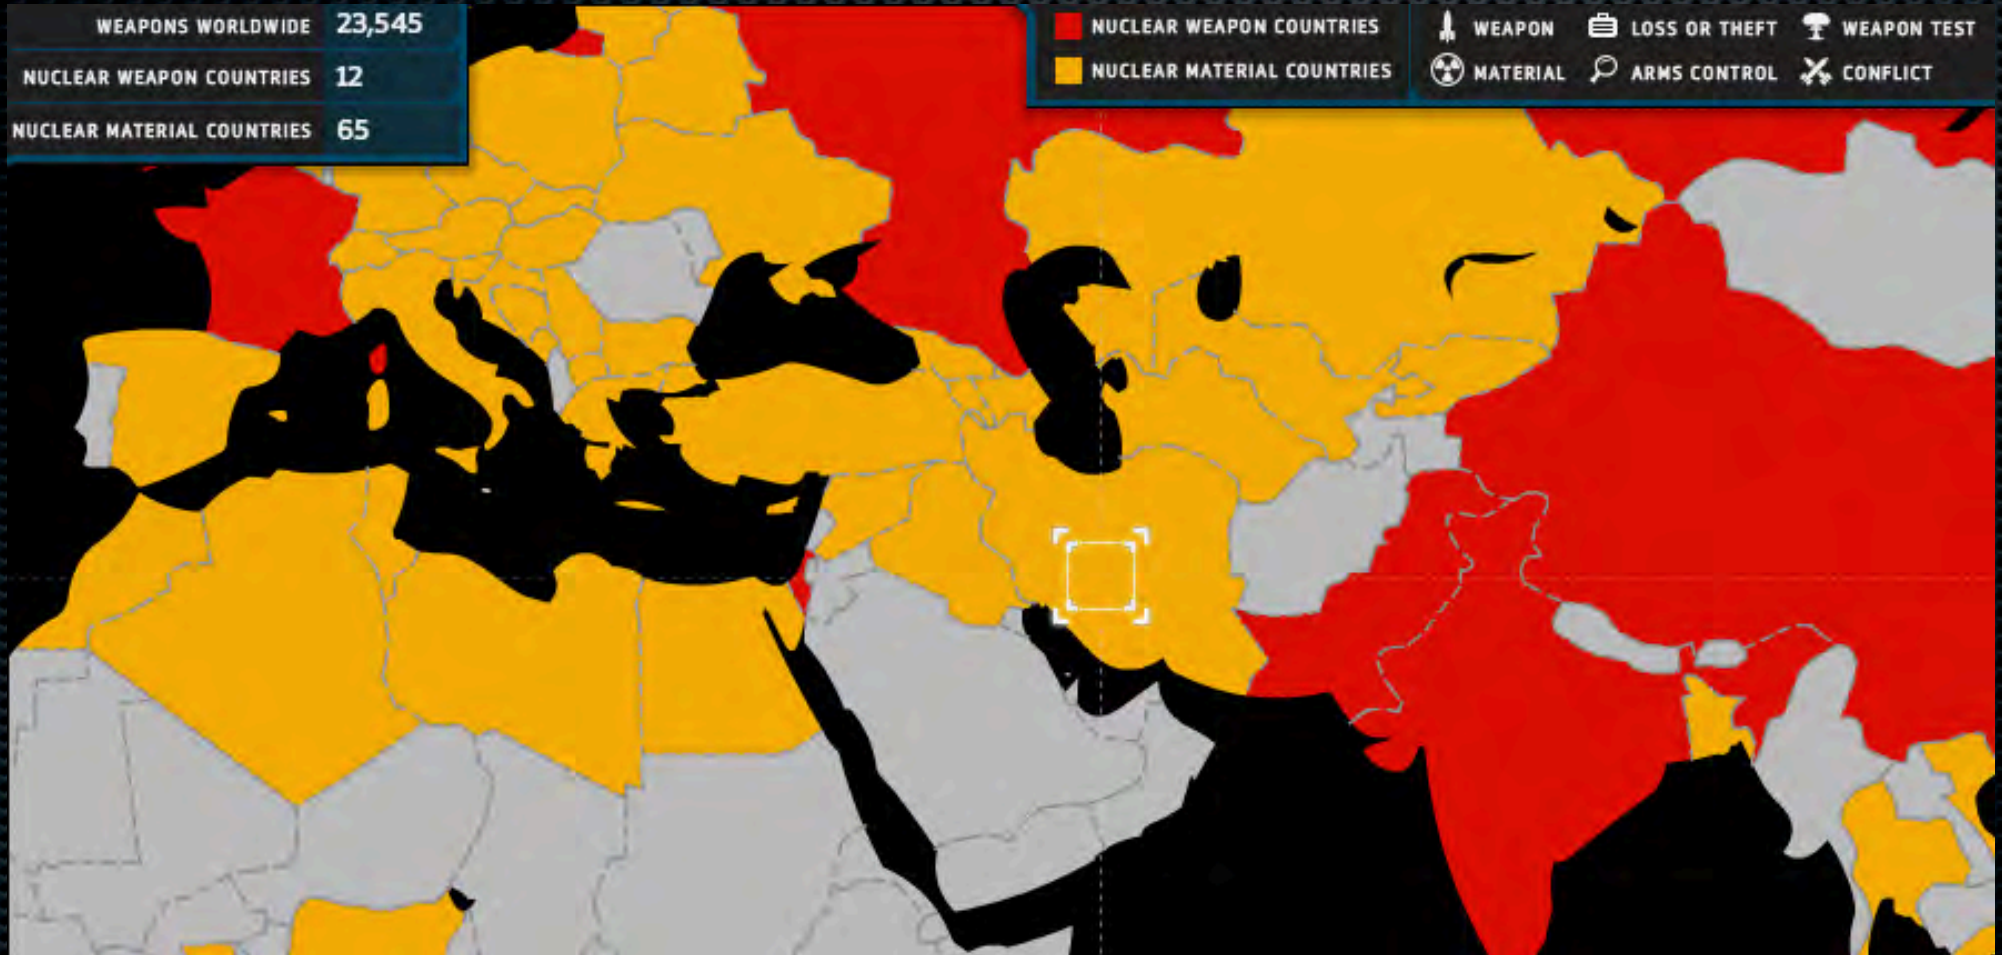 WEAPONS WORLDWIDE 23,545
NUCLEAR WEAPON COUNTRIES 12
NUCLEAR MATERIAL COUNTRIES 65
NUCLEAR WEAPON COUNTRIES
NUCLEAR MATERIAL COUNTRIES
WEAPON LOSS OR THEFT WEAPON TEST
MATERIAL ARMS CONTROL CONFLICT